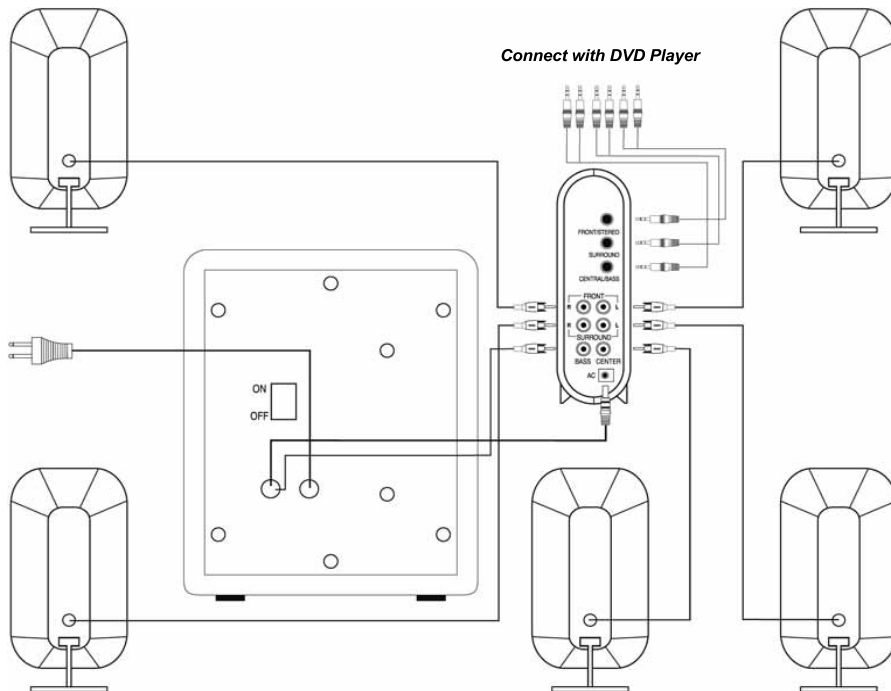 Connect with DVD Player
FRONT/STEREO
SURROUND
CENTRAL/BASS
FRONT
R L
R L
SURROUND
BASS CENTER
AC
ON
OFF